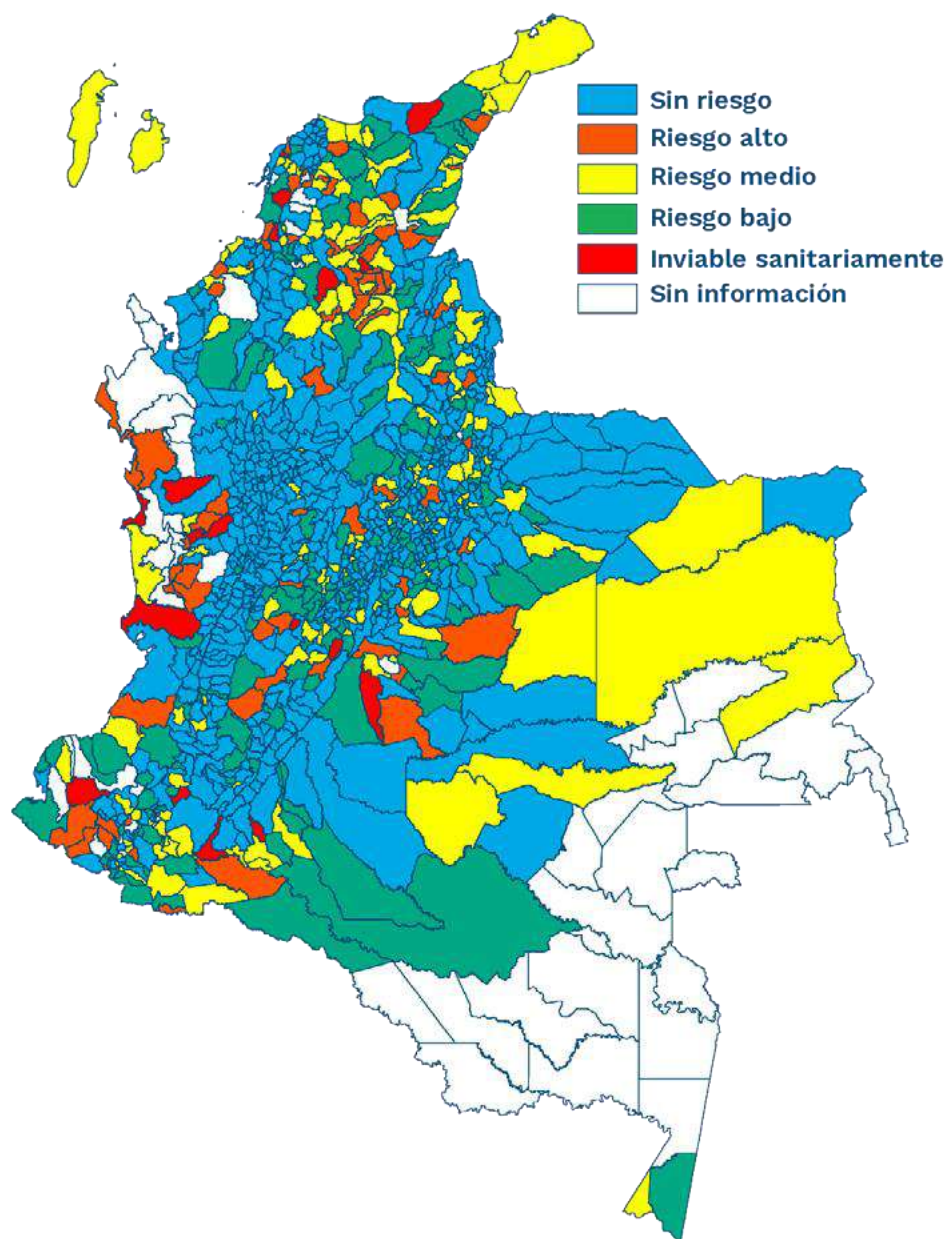 Sin riesgo
Riesgo alto
Riesgo medio
Riesgo bajo
Inviable sanitariamente
Sin información